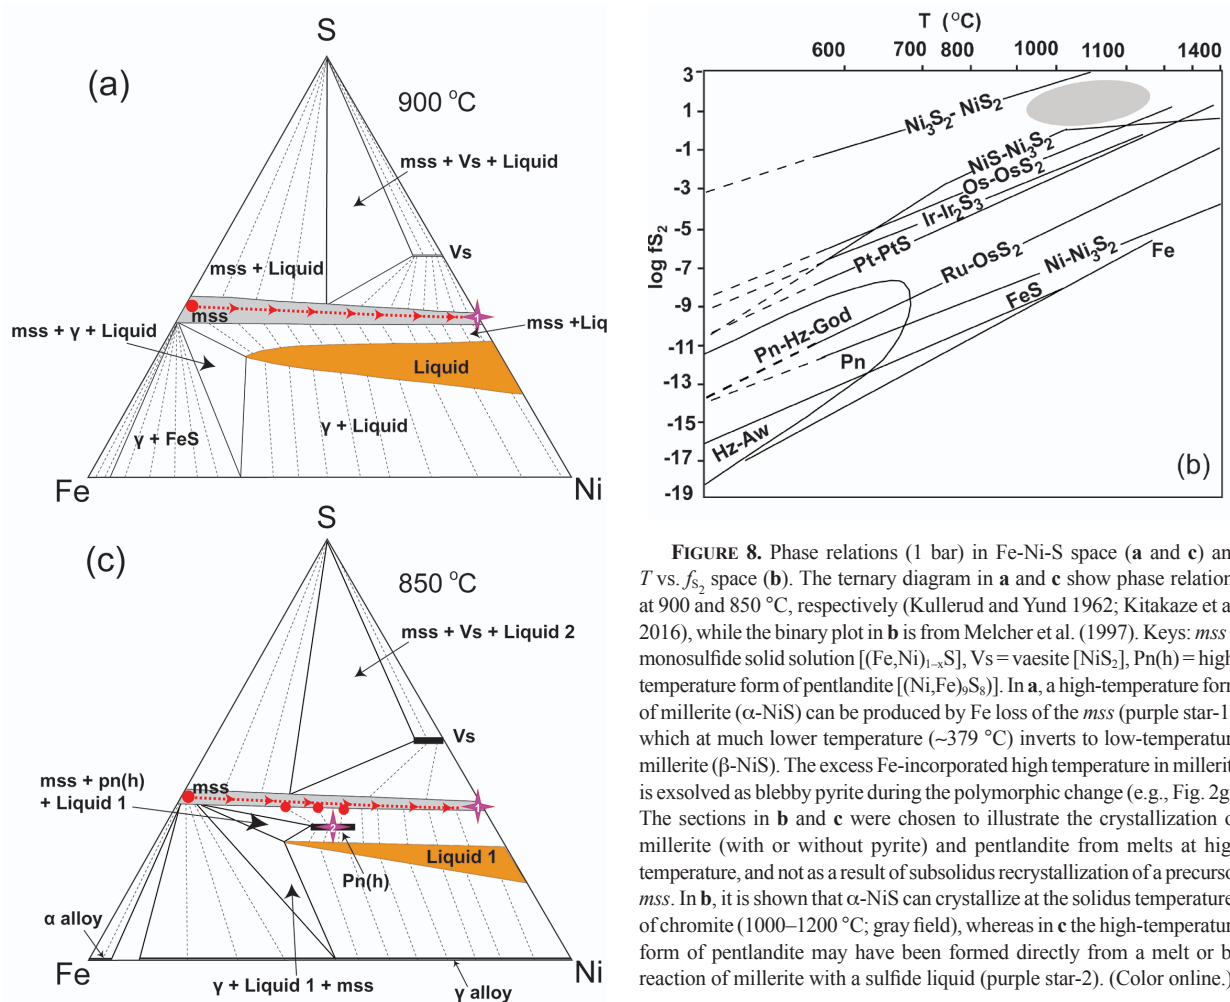 S
(a)
900 °C
mss + Vs + Liquid
mss + Liquid
Vs
mss
mss + γ + Liquid
mss +Liq
1
Liquid
γ + FeS
γ + Liquid
Fe
Ni
T (°C)
600 700 800 1000 1100 1400
log fS2
3
1
-1
-3
-5
-7
-9
-11
-13
-15
-17
-19
Ni3S2- NiS2
NiS-Ni3S2
Os-OsS2
Ir-Ir2S3
Pt-PtS
Ru-OsS2
Ni-Ni3S2
Fe
FeS
Pn-Hz-God
Pn
Hz-Aw
(b)
S
(c)
850 °C
mss + Vs + Liquid 2
Vs
mss + pn(h)
+ Liquid 1
mss
1
2
Liquid 1
Pn(h)
α alloy
Fe
Ni
γ + Liquid 1 + mss
γ alloy
FIGURE 8. Phase relations (1 bar) in Fe-Ni-S space (a and c) an
T vs. fS2 space (b). The ternary diagram in a and c show phase relation
at 900 and 850 °C, respectively (Kullerud and Yund 1962; Kitakaze et a
2016), while the binary plot in b is from Melcher et al. (1997). Keys: mss
monosulfide solid solution [(Fe,Ni)1–xS], Vs = vaesite [NiS2], Pn(h) = high
temperature form of pentlandite [(Ni,Fe)9S8)]. In a, a high-temperature form
of millerite (α-NiS) can be produced by Fe loss of the mss (purple star-1
which at much lower temperature (~379 °C) inverts to low-temperatur
millerite (β-NiS). The excess Fe-incorporated high temperature in millerit
is exsolved as blebby pyrite during the polymorphic change (e.g., Fig. 2g
The sections in b and c were chosen to illustrate the crystallization o
millerite (with or without pyrite) and pentlandite from melts at hig
temperature, and not as a result of subsolidus recrystallization of a precurso
mss. In b, it is shown that α-NiS can crystallize at the solidus temperature
of chromite (1000–1200 °C; gray field), whereas in c the high-temperatur
form of pentlandite may have been formed directly from a melt or b
reaction of millerite with a sulfide liquid (purple star-2). (Color online.